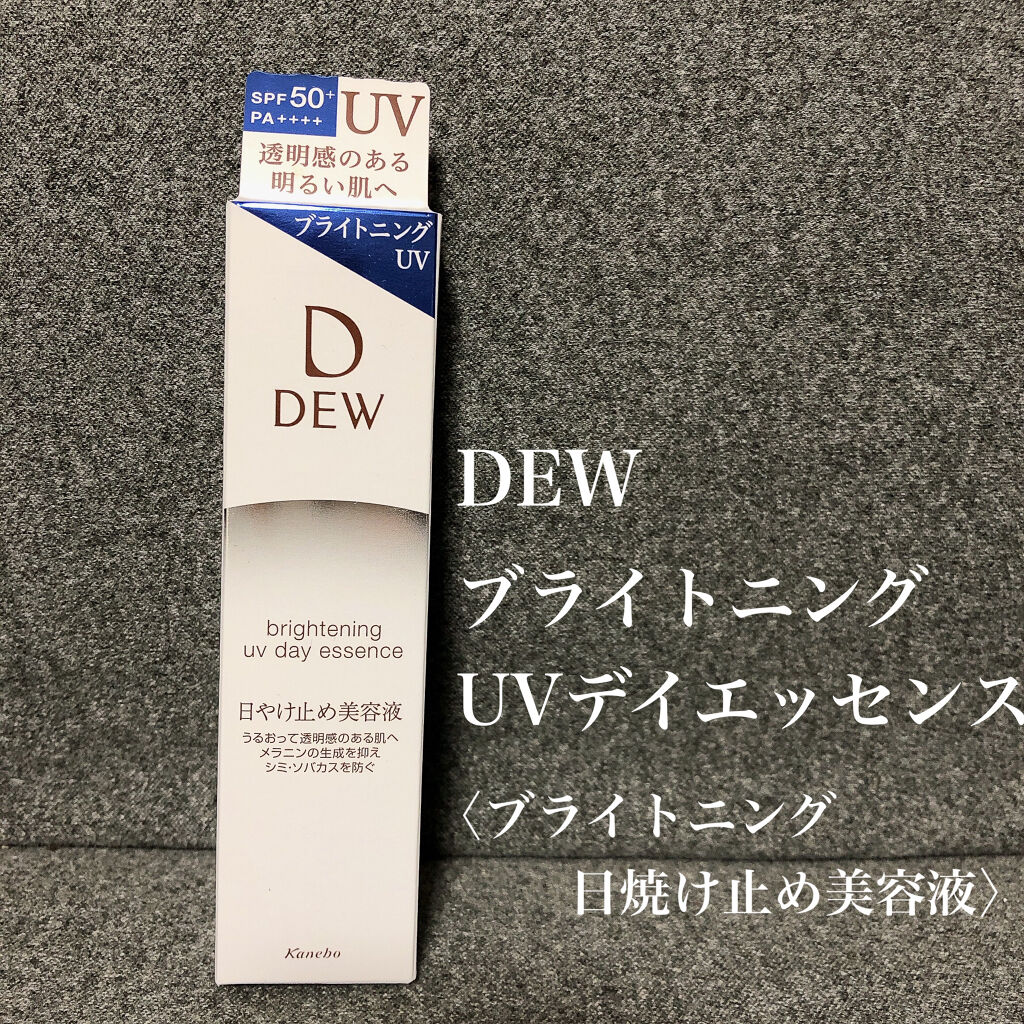 SPF 50+
PA++++
UV
透明感のある
明るい肌へ
ブライトニング
UV
D
DEW
brightening
uv day essence
日やけ止め美容液
うるおって透明感のある肌へ
メラニンの生成を抑え
シミ・ソバカスを防ぐ
Kanebo
DEW
ブライトニング
UVデイエッセンス
〈ブライトニング
日焼け止め美容液〉